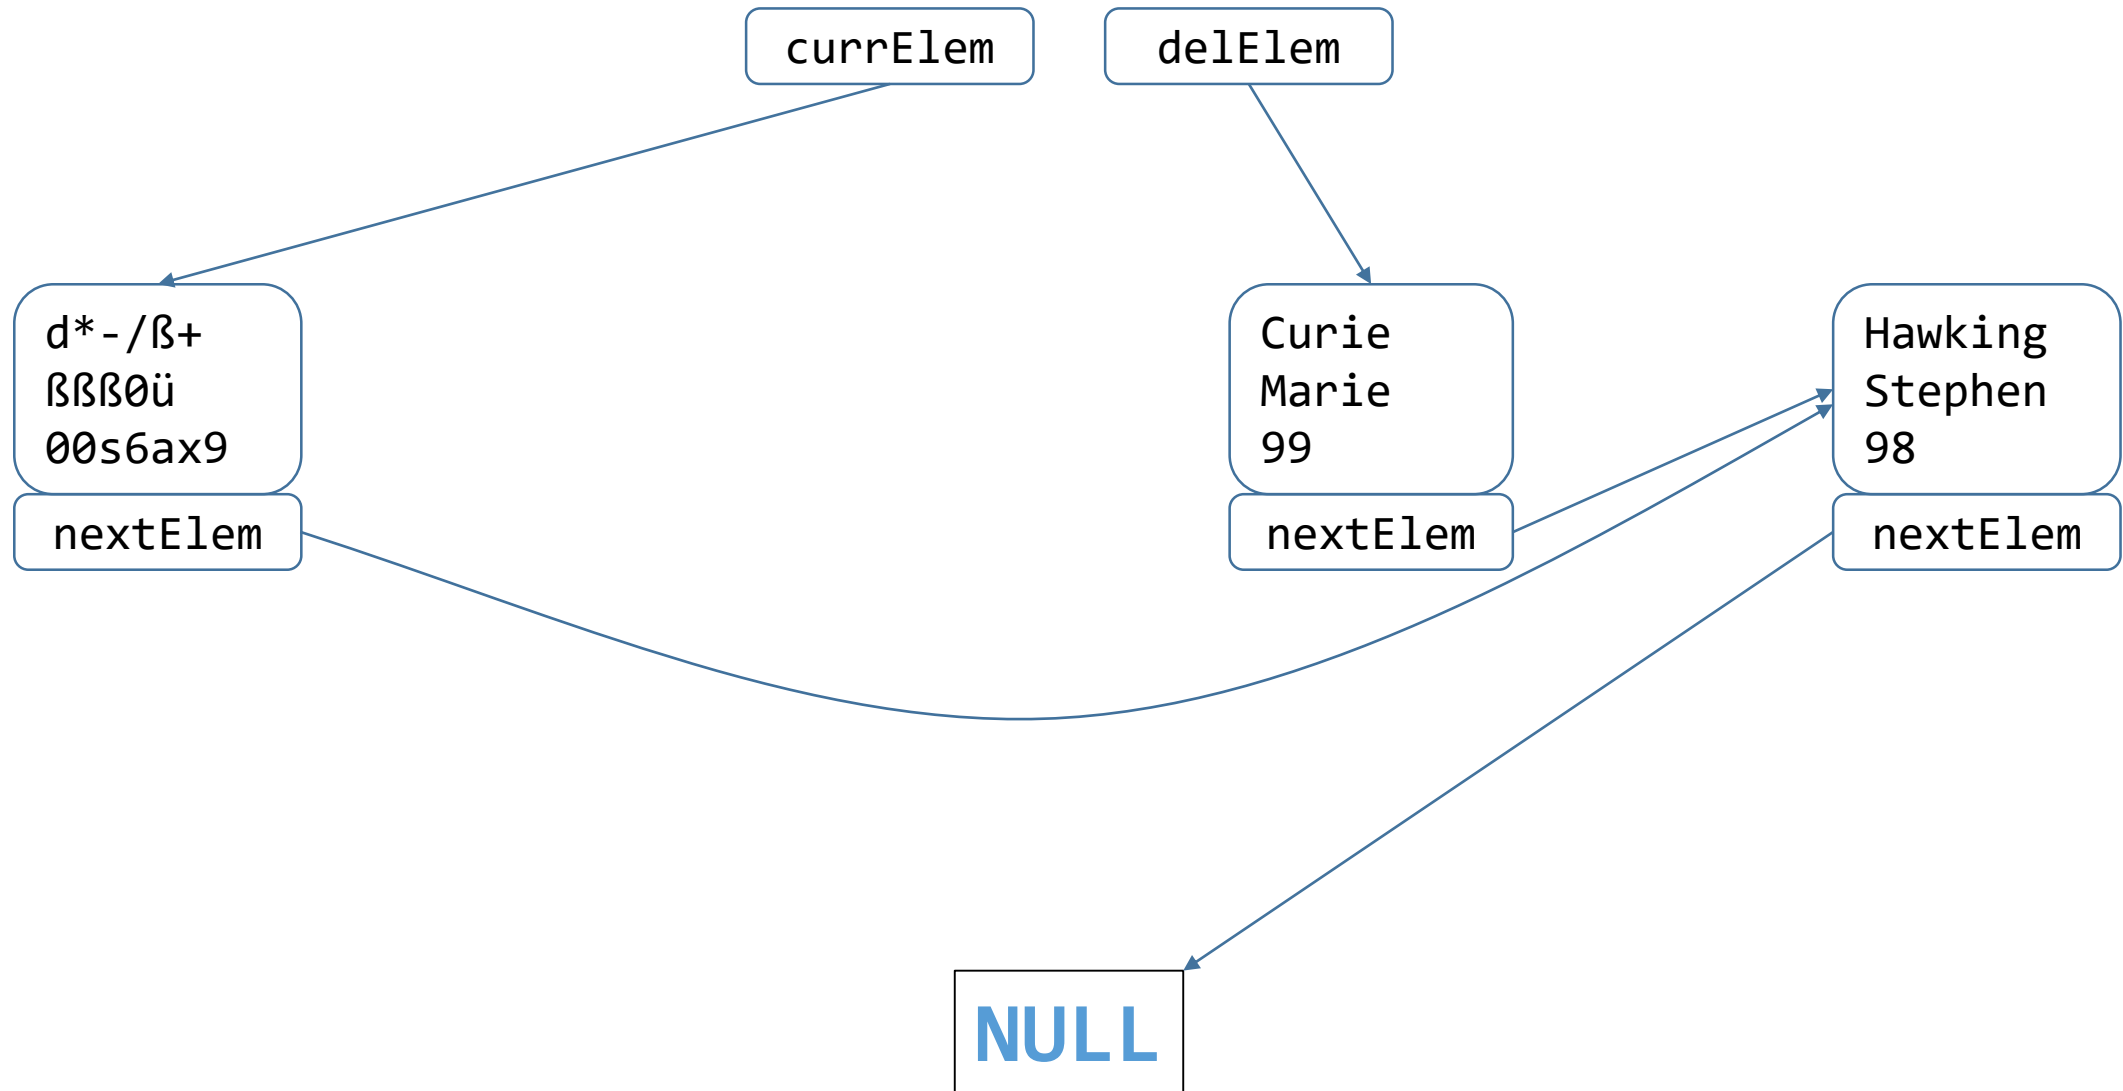 currElem
delElem
d*-/ß+
ßßß0ü
00s6ax9
nextElem
Curie
Marie
99
nextElem
Hawking
Stephen
98
nextElem
NULL